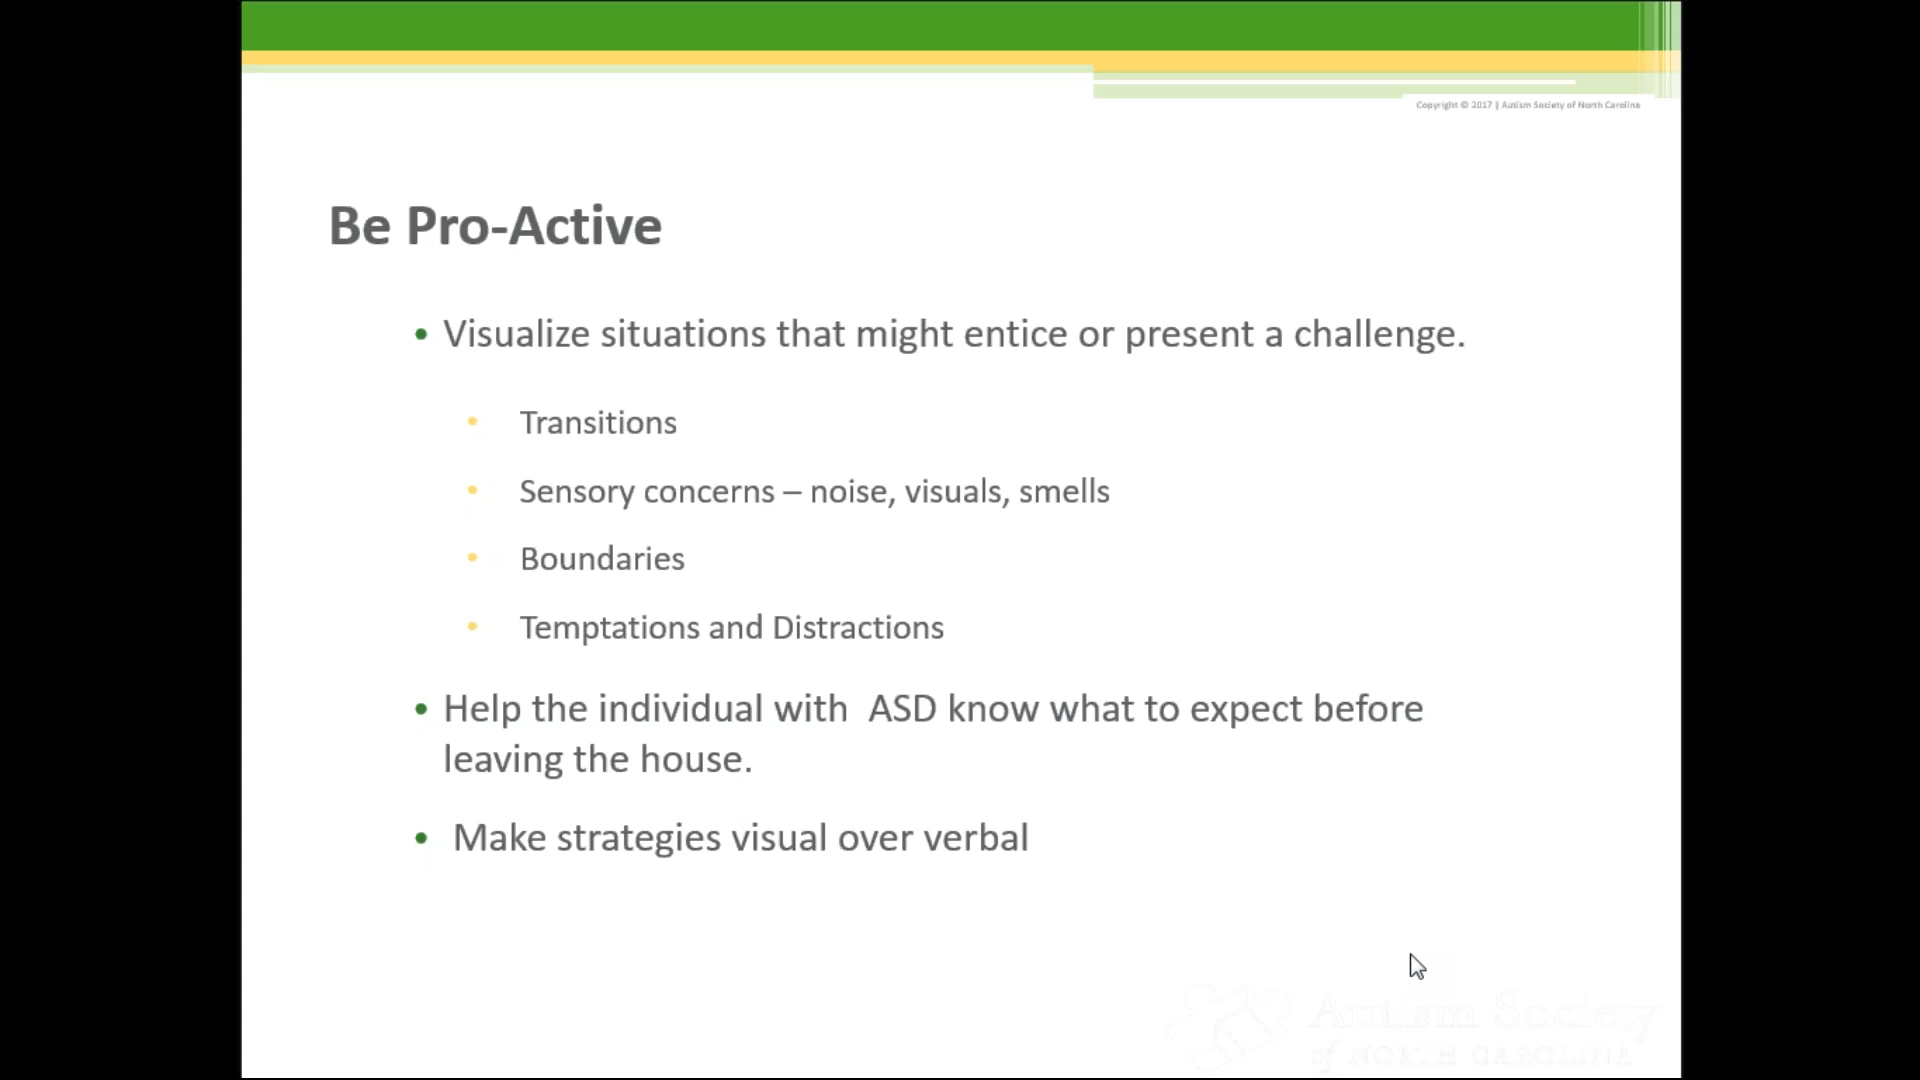 Copyright © 2017 | Autism Society of North Carolina
Be Pro-Active
• Visualize situations that might entice or present a challenge.
• Transitions
• Sensory concerns – noise, visuals, smells
• Boundaries
• Temptations and Distractions
• Help the individual with  ASD know what to expect before
leaving the house.
• Make strategies visual over verbal
Autism Society
of NORTH CAROLINA